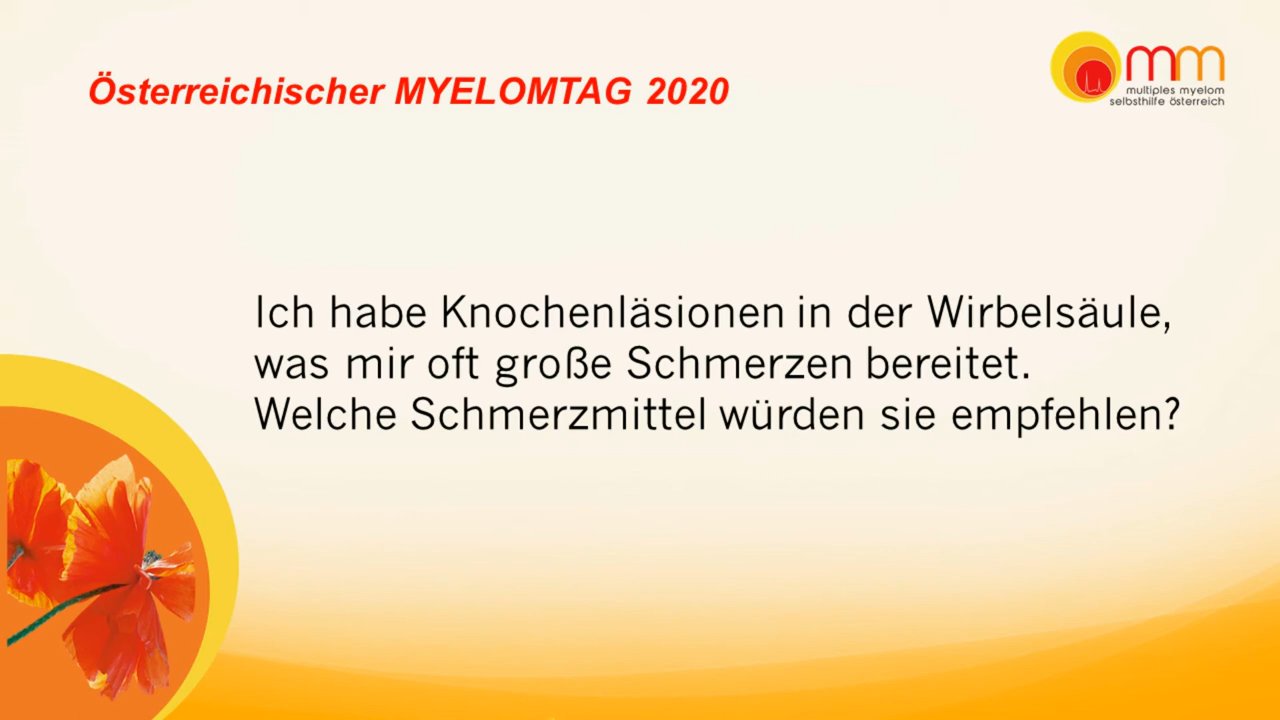 Österreichischer MYELOMTAG 2020
mm
multiples myelom
selbsthilfe österreich
Ich habe Knochenläsionen in der Wirbelsäule,
was mir oft große Schmerzen bereitet.
Welche Schmerzmittel würden sie empfehlen?